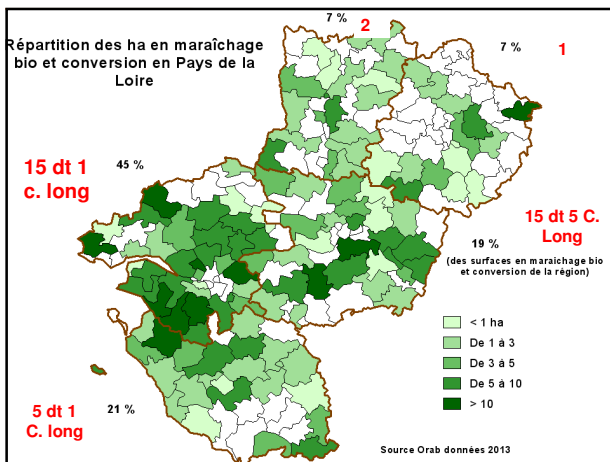 7 %
2
Répartition des ha en maraîchage
bio et conversion en Pays de la
Loire
7 %
1
15 dt 1
c. long
45 %
15 dt 5 C.
Long
19 %
(des surfaces en maraichage bio
et conversion de la région)
< 1 ha
De 1 à 3
De 3 à 5
De 5 à 10
> 10
5 dt 1
C. long
21 %
Source Orab données 2013